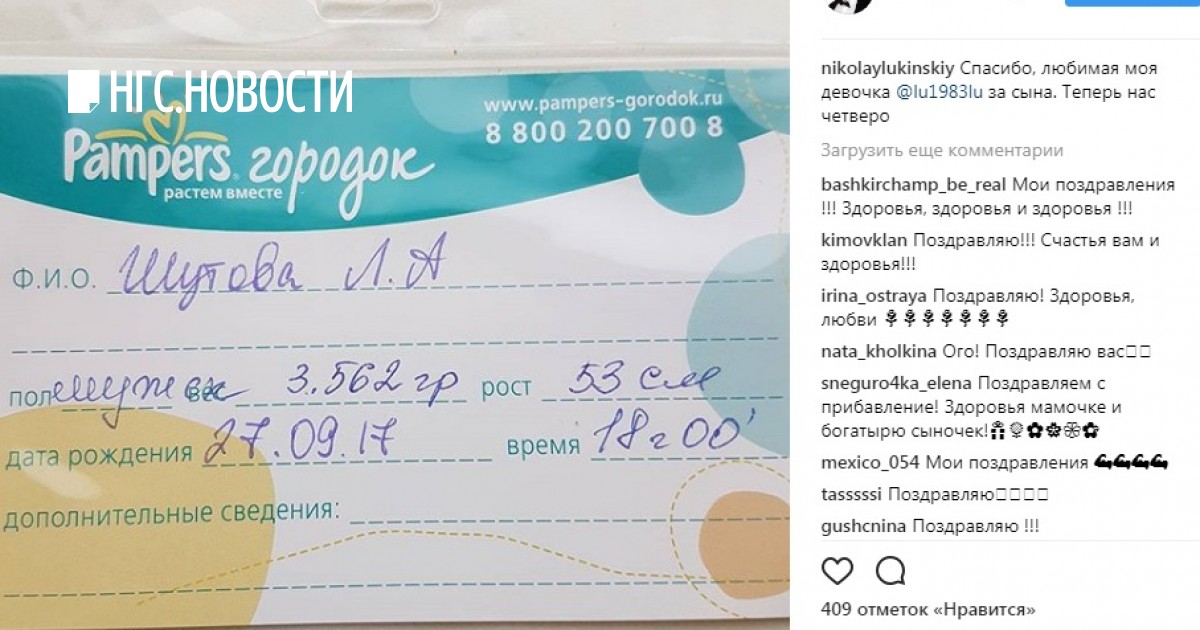 НГС.НОВОСТИ
www.pampers-gorodok.ru
8 800 200 700 8
Pampers городок
растем вместе
Ф.И.О. Шутова Л.А
пол мужск вес 3.562 гр рост 53 см
дата рождения 27.09.17 время 18ч 00'
дополнительные сведения:
nikolaylukinskiy Спасибо, любимая моя
девочка @lu1983lu за сына. Теперь нас
четверо
Загрузить еще комментарии
bashkirchamp_be_real Мои поздравления
!!! Здоровья, здоровья и здоровья !!!
kimovklan Поздравляю!!! Счастья вам и
здоровья!!!
irina_ostraya Поздравляю! Здоровья,
любви
nata_kholkina Ого! Поздравляю вас
sneguro4ka_elena Поздравляем с
прибавление! Здоровья мамочке и
богатырю сыночек!
mexico_054 Мои поздравления
tasssssi Поздравляю
gushcnina Поздравляю !!!
409 отметок «Нравится»